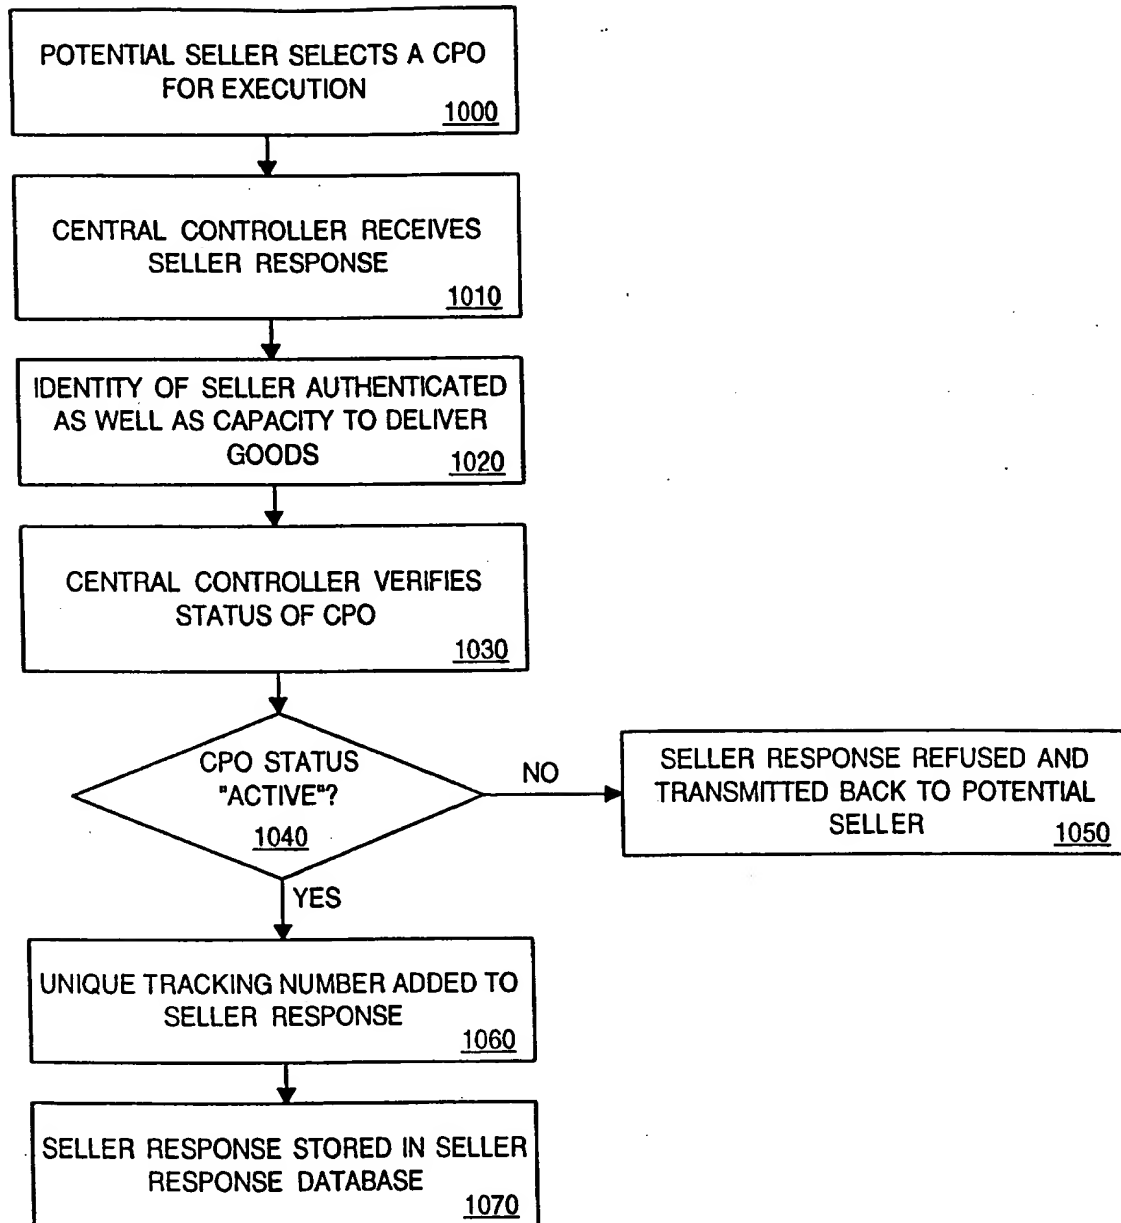 POTENTIAL SELLER SELECTS A CPO
FOR EXECUTION
1000
CENTRAL CONTROLLER RECEIVES
SELLER RESPONSE
1010
IDENTITY OF SELLER AUTHENTICATED
AS WELL AS CAPACITY TO DELIVER
GOODS
1020
CENTRAL CONTROLLER VERIFIES
STATUS OF CPO
1030
CPO STATUS
"ACTIVE"?
1040
NO
SELLER RESPONSE REFUSED AND
TRANSMITTED BACK TO POTENTIAL
SELLER
1050
YES
UNIQUE TRACKING NUMBER ADDED TO
SELLER RESPONSE
1060
SELLER RESPONSE STORED IN SELLER
RESPONSE DATABASE
1070